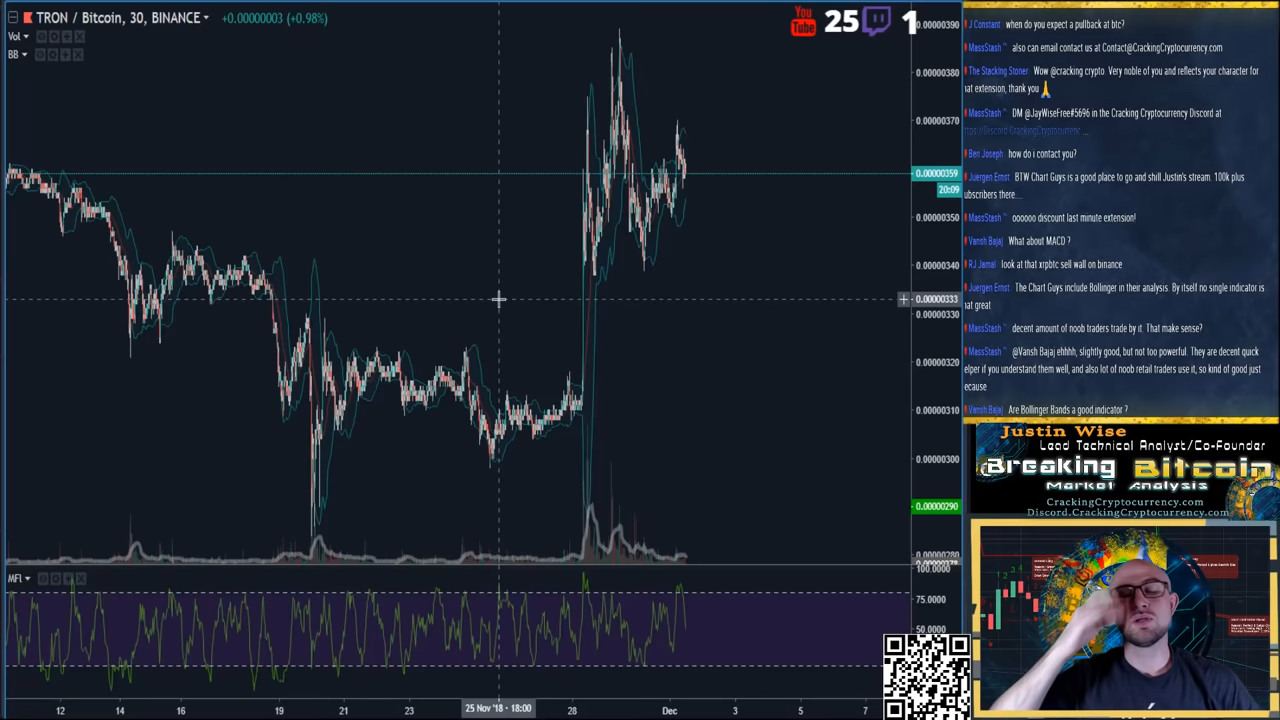 TRON / Bitcoin, 30, BINANCE +0.00000003 (+0.98%)
Vol
BB
You Tube 25 1
0.00000390
0.00000380
0.00000370
0.00000359
20:09
0.00000350
0.00000340
0.00000333
0.00000330
0.00000320
0.00000310
0.00000300
0.00000290
0.00000280
MFI
100.0000
75.0000
50.0000
12 14 16 21 23 25 Nov '18 - 18:00 28 Dec 3 5 7
J Constant when do you expect a pullback at btc?
MassStash also can email contact us at Contact@CrackingCryptocurrency.com
The Stacking Stoner Wow @cracking crypto. Very noble of you and reflects your character for
hat extension, thank you 🙏
MassStash DM @JayWiseFree#5696 in the Cracking Cryptocurrency Discord at
ttps://Discord.CrackingCryptocurrenc ...
Ben Joseph how do i contact you?
Juergen Ernst BTW Chart Guys is a good place to go and shill Justin's stream. 100k plus
ubscribers there....
MassStash oooooo discount last minute extension!
Vansh Bajaj What about MACD ?
RJ Jamal look at that xrpbtc sell wall on binance
Juergen Ernst The Chart Guys include Bollinger in their analysis. By itself no single indicator is
hat great
MassStash decent amount of noob traders trade by it. That make sense?
MassStash @Vansh Bajaj ehhhh, slightly good, but not too powerful. They are decent quick
elper if you understand them well, and also lot of noob retail traders use it, so kind of good just
ecause
Vansh Bajaj Are Bollinger Bands a good indicator ?
Justin Wise
Lead Technical Analyst/Co-Founder
Breaking Bitcoin
Market Analysis
CrackingCryptocurrency.com
Discord.CrackingCryptocurrency.com